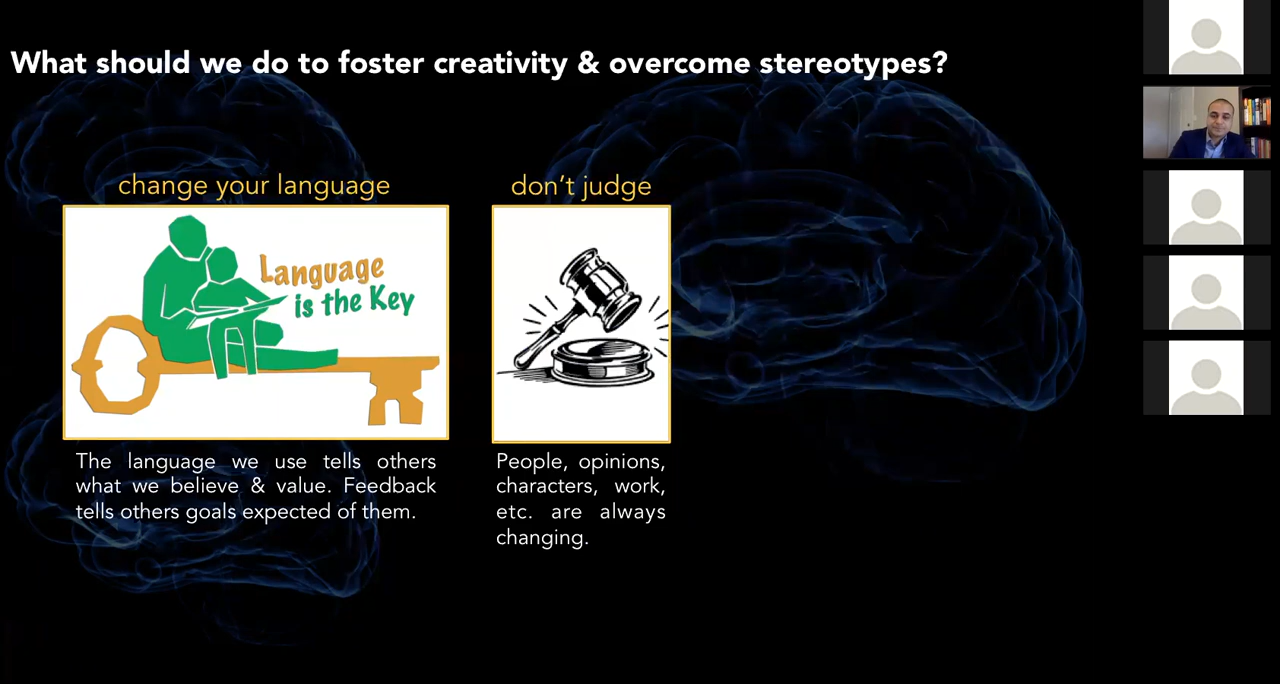 What should we do to foster creativity & overcome stereotypes?
change your language
Language
is the Key
The language we use tells others
what we believe & value. Feedback
tells others goals expected of them.
don't judge
People, opinions,
characters, work,
etc. are always
changing.